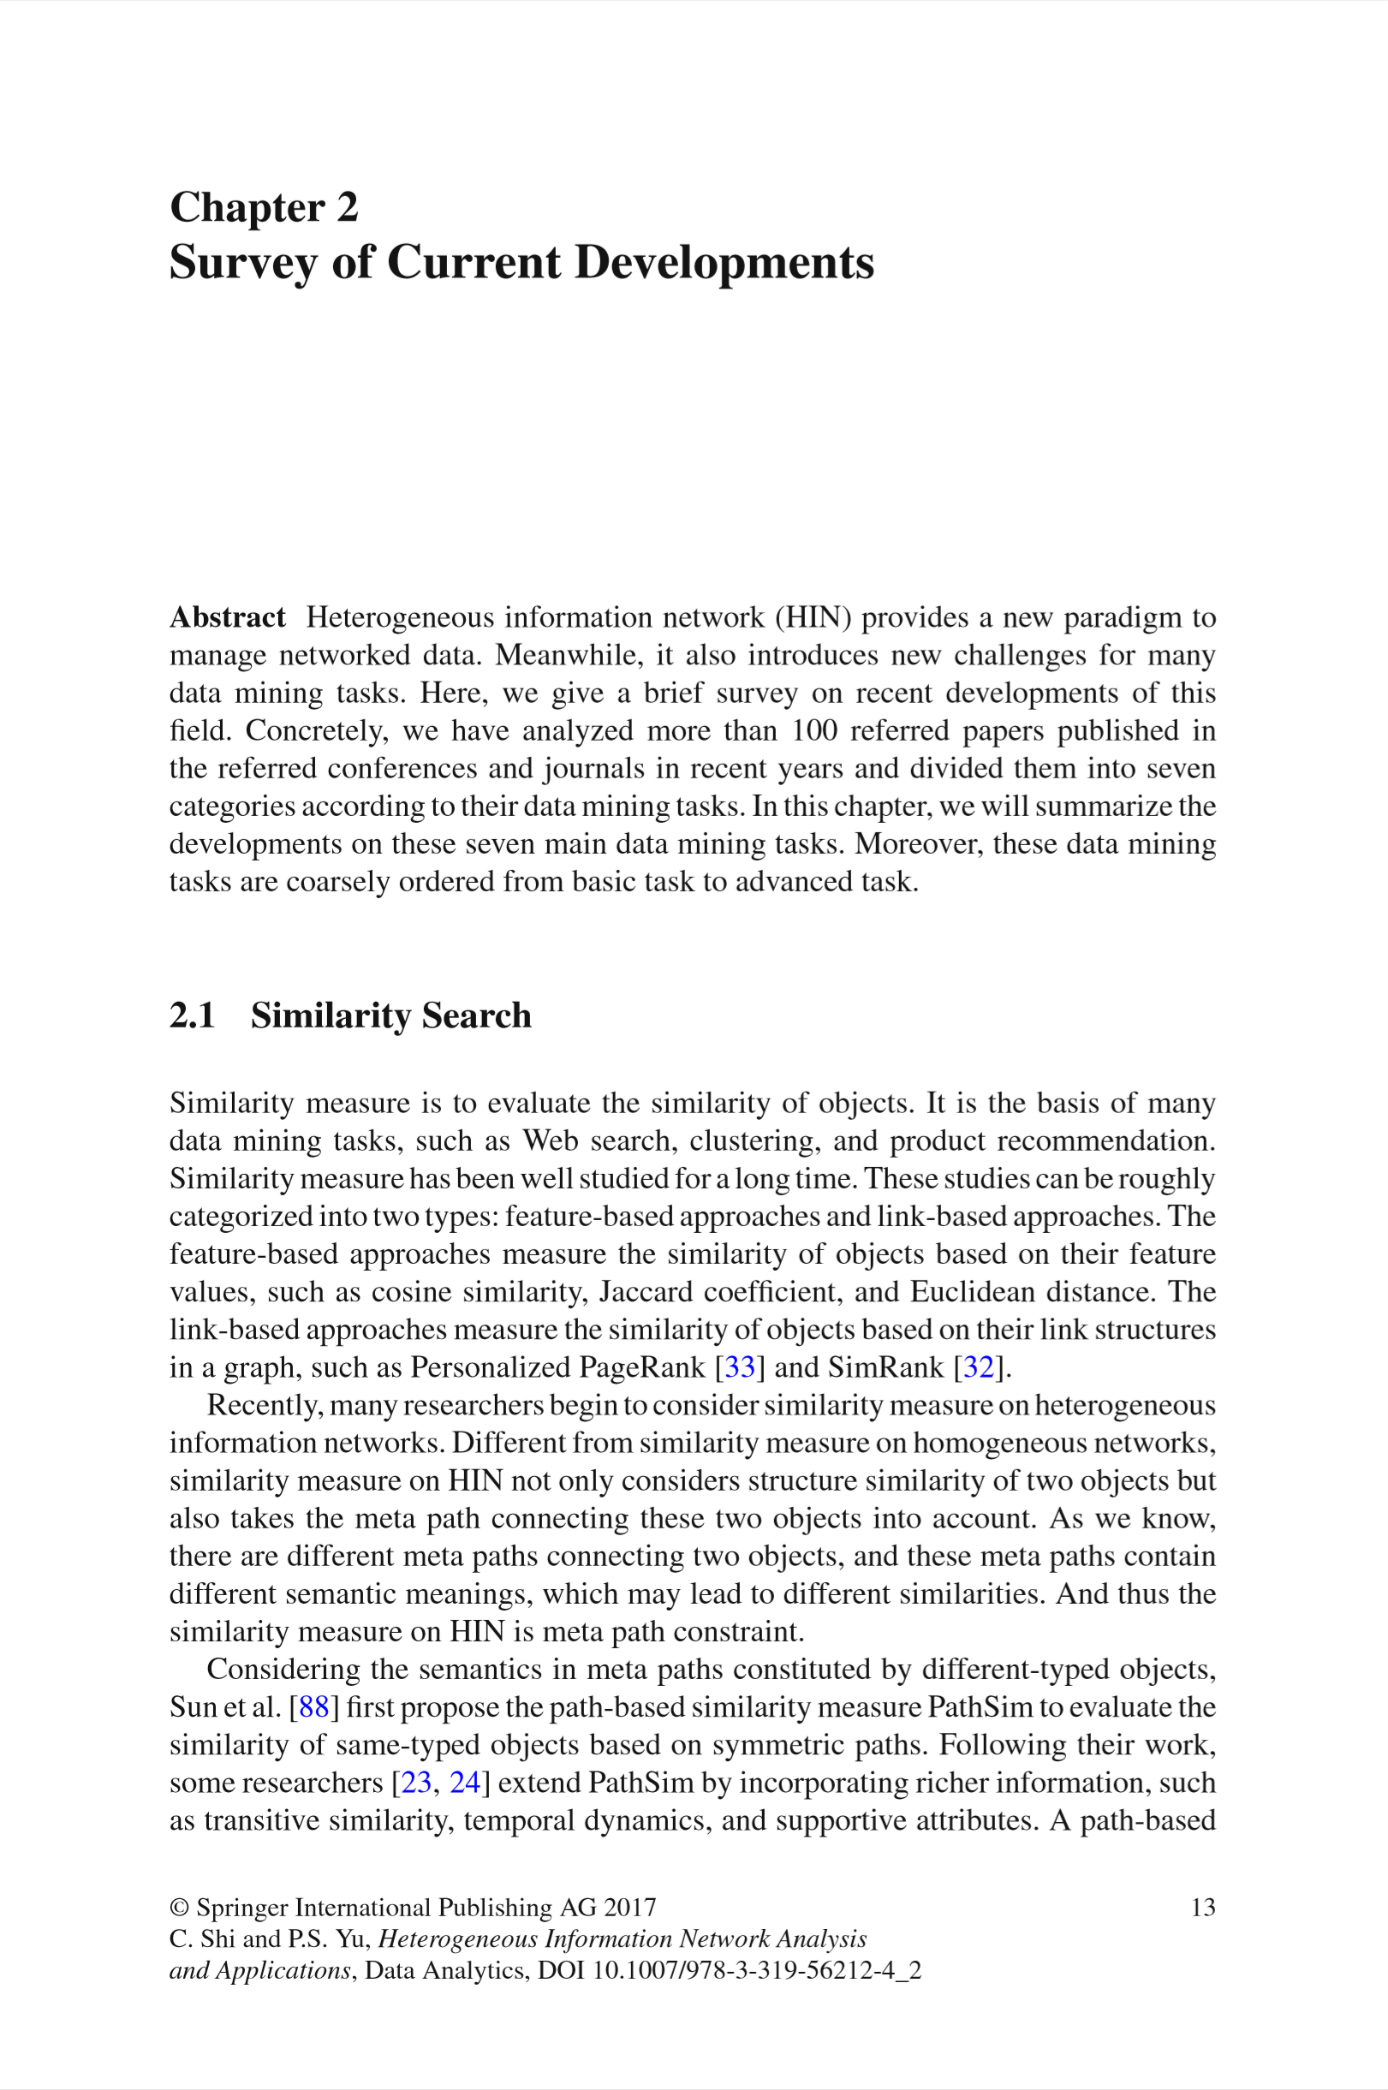 Chapter 2
Survey of Current Developments
Abstract Heterogeneous information network (HIN) provides a new paradigm to
manage networked data. Meanwhile, it also introduces new challenges for many
data mining tasks. Here, we give a brief survey on recent developments of this
field. Concretely, we have analyzed more than 100 referred papers published in
the referred conferences and journals in recent years and divided them into seven
categories according to their data mining tasks. In this chapter, we will summarize the
developments on these seven main data mining tasks. Moreover, these data mining
tasks are coarsely ordered from basic task to advanced task.
2.1 Similarity Search
Similarity measure is to evaluate the similarity of objects. It is the basis of many
data mining tasks, such as Web search, clustering, and product recommendation.
Similarity measure has been well studied for a long time. These studies can be roughly
categorized into two types: feature-based approaches and link-based approaches. The
feature-based approaches measure the similarity of objects based on their feature
values, such as cosine similarity, Jaccard coefficient, and Euclidean distance. The
link-based approaches measure the similarity of objects based on their link structures
in a graph, such as Personalized PageRank [33] and SimRank [32].
Recently, many researchers begin to consider similarity measure on heterogeneous
information networks. Different from similarity measure on homogeneous networks,
similarity measure on HIN not only considers structure similarity of two objects but
also takes the meta path connecting these two objects into account. As we know,
there are different meta paths connecting two objects, and these meta paths contain
different semantic meanings, which may lead to different similarities. And thus the
similarity measure on HIN is meta path constraint.
Considering the semantics in meta paths constituted by different-typed objects,
Sun et al. [88] first propose the path-based similarity measure PathSim to evaluate the
similarity of same-typed objects based on symmetric paths. Following their work,
some researchers [23, 24] extend PathSim by incorporating richer information, such
as transitive similarity, temporal dynamics, and supportive attributes. A path-based
© Springer International Publishing AG 2017 13
C. Shi and P.S. Yu, Heterogeneous Information Network Analysis
and Applications, Data Analytics, DOI 10.1007/978-3-319-56212-4_2